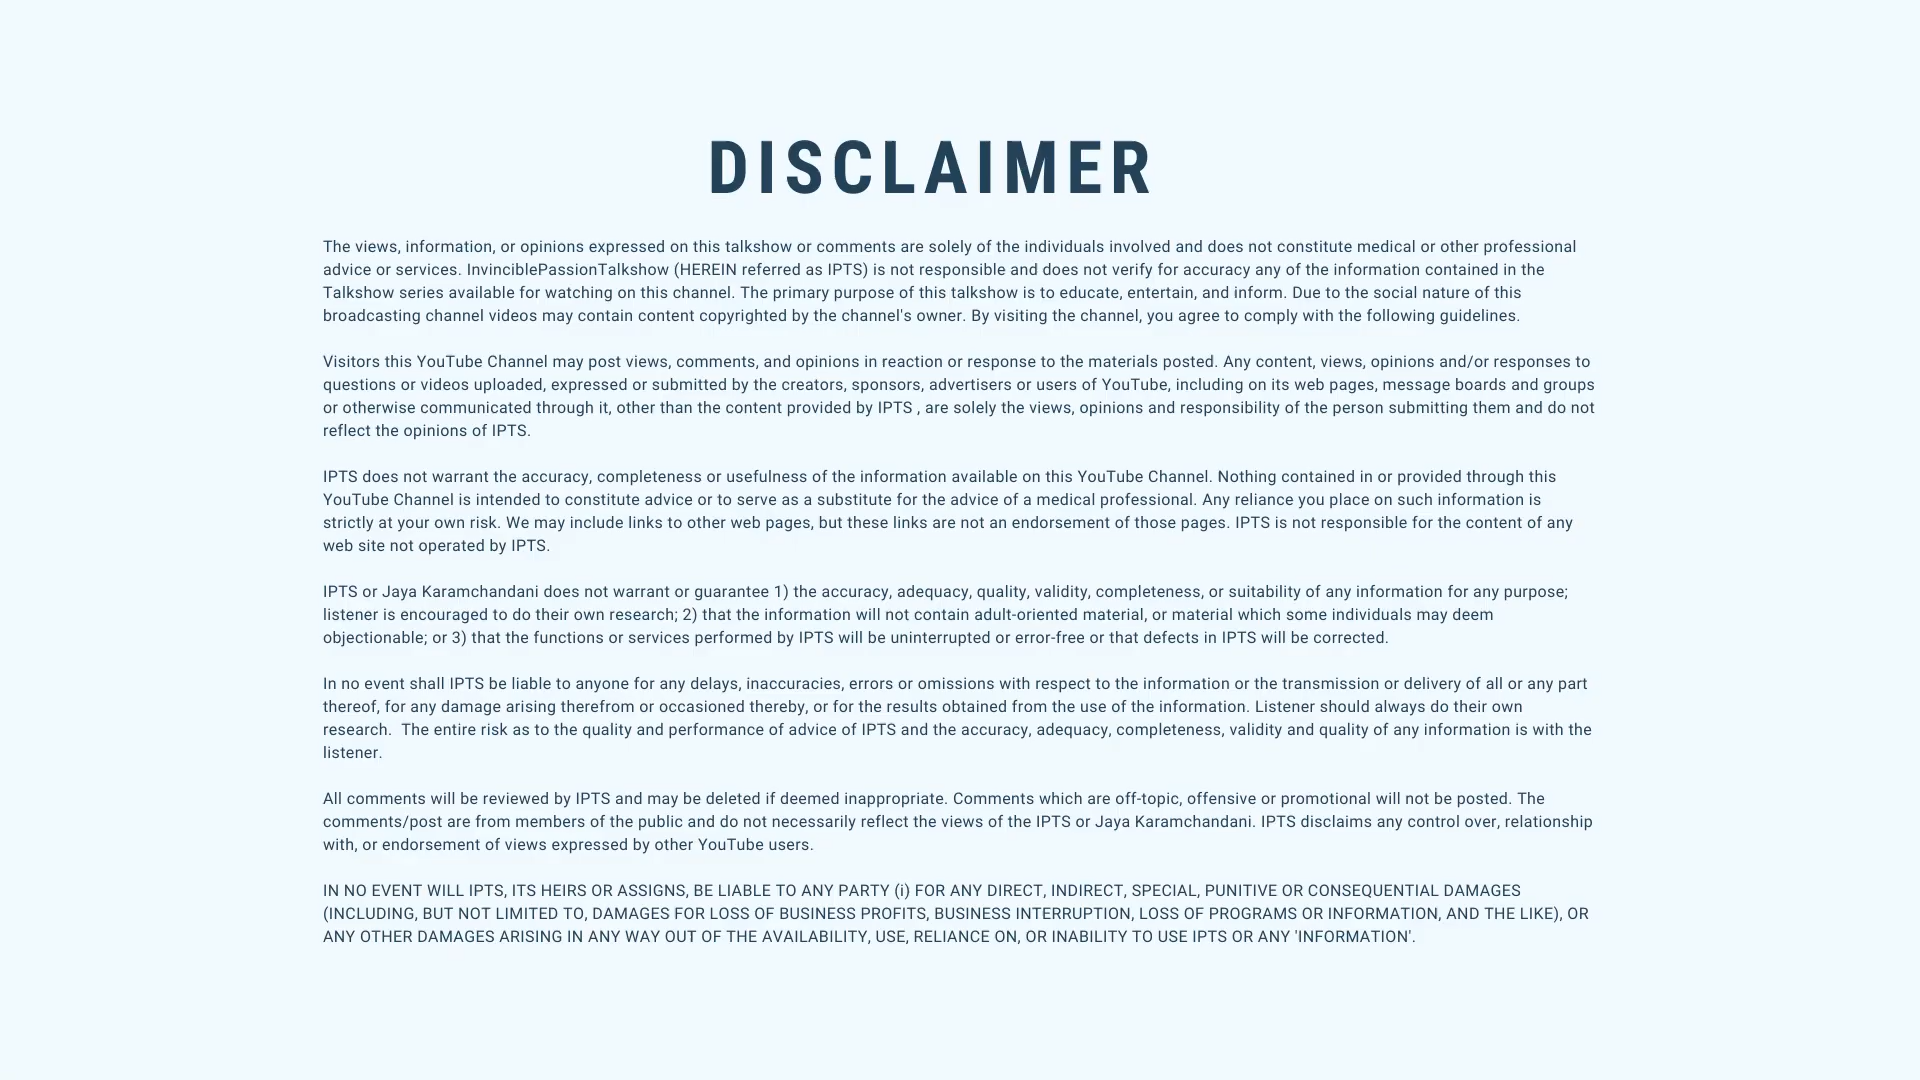 DISCLAIMER
The views, information, or opinions expressed on this talkshow or comments are solely of the individuals involved and does not constitute medical or other professional
advice or services. InvinciblePassionTalkshow (HEREIN referred as IPTS) is not responsible and does not verify for accuracy any of the information contained in the
Talkshow series available for watching on this channel. The primary purpose of this talkshow is to educate, entertain, and inform. Due to the social nature of this
broadcasting channel videos may contain content copyrighted by the channel's owner. By visiting the channel, you agree to comply with the following guidelines.
Visitors this YouTube Channel may post views, comments, and opinions in reaction or response to the materials posted. Any content, views, opinions and/or responses to
questions or videos uploaded, expressed or submitted by the creators, sponsors, advertisers or users of YouTube, including on its web pages, message boards and groups
or otherwise communicated through it, other than the content provided by IPTS , are solely the views, opinions and responsibility of the person submitting them and do not
reflect the opinions of IPTS.
IPTS does not warrant the accuracy, completeness or usefulness of the information available on this YouTube Channel. Nothing contained in or provided through this
YouTube Channel is intended to constitute advice or to serve as a substitute for the advice of a medical professional. Any reliance you place on such information is
strictly at your own risk. We may include links to other web pages, but these links are not an endorsement of those pages. IPTS is not responsible for the content of any
web site not operated by IPTS.
IPTS or Jaya Karamchandani does not warrant or guarantee 1) the accuracy, adequacy, quality, validity, completeness, or suitability of any information for any purpose;
listener is encouraged to do their own research; 2) that the information will not contain adult-oriented material, or material which some individuals may deem
objectionable; or 3) that the functions or services performed by IPTS will be uninterrupted or error-free or that defects in IPTS will be corrected.
In no event shall IPTS be liable to anyone for any delays, inaccuracies, errors or omissions with respect to the information or the transmission or delivery of all or any part
thereof, for any damage arising therefrom or occasioned thereby, or for the results obtained from the use of the information. Listener should always do their own
research.  The entire risk as to the quality and performance of advice of IPTS and the accuracy, adequacy, completeness, validity and quality of any information is with the
listener.
All comments will be reviewed by IPTS and may be deleted if deemed inappropriate. Comments which are off-topic, offensive or promotional will not be posted. The
comments/post are from members of the public and do not necessarily reflect the views of the IPTS or Jaya Karamchandani. IPTS disclaims any control over, relationship
with, or endorsement of views expressed by other YouTube users.
IN NO EVENT WILL IPTS, ITS HEIRS OR ASSIGNS, BE LIABLE TO ANY PARTY (i) FOR ANY DIRECT, INDIRECT, SPECIAL, PUNITIVE OR CONSEQUENTIAL DAMAGES
(INCLUDING, BUT NOT LIMITED TO, DAMAGES FOR LOSS OF BUSINESS PROFITS, BUSINESS INTERRUPTION, LOSS OF PROGRAMS OR INFORMATION, AND THE LIKE), OR
ANY OTHER DAMAGES ARISING IN ANY WAY OUT OF THE AVAILABILITY, USE, RELIANCE ON, OR INABILITY TO USE IPTS OR ANY 'INFORMATION'.